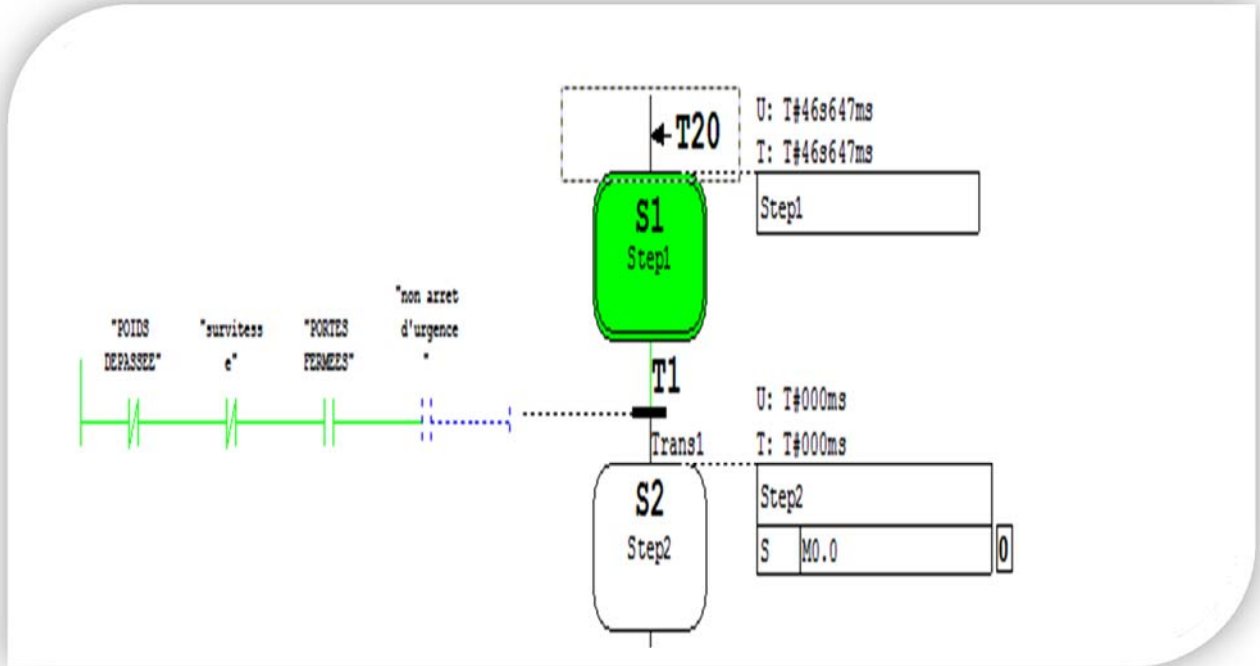 T20
U: T#46s647ms
T: T#46s647ms
S1
Step1
Step1
"POIDS
DEPASSEE"
"survitess
e"
"PORTES
FERMEES"
"non arret
d'urgence
"
T1
Trans1
U: T#000ms
T: T#000ms
S2
Step2
Step2
S M0.0 0